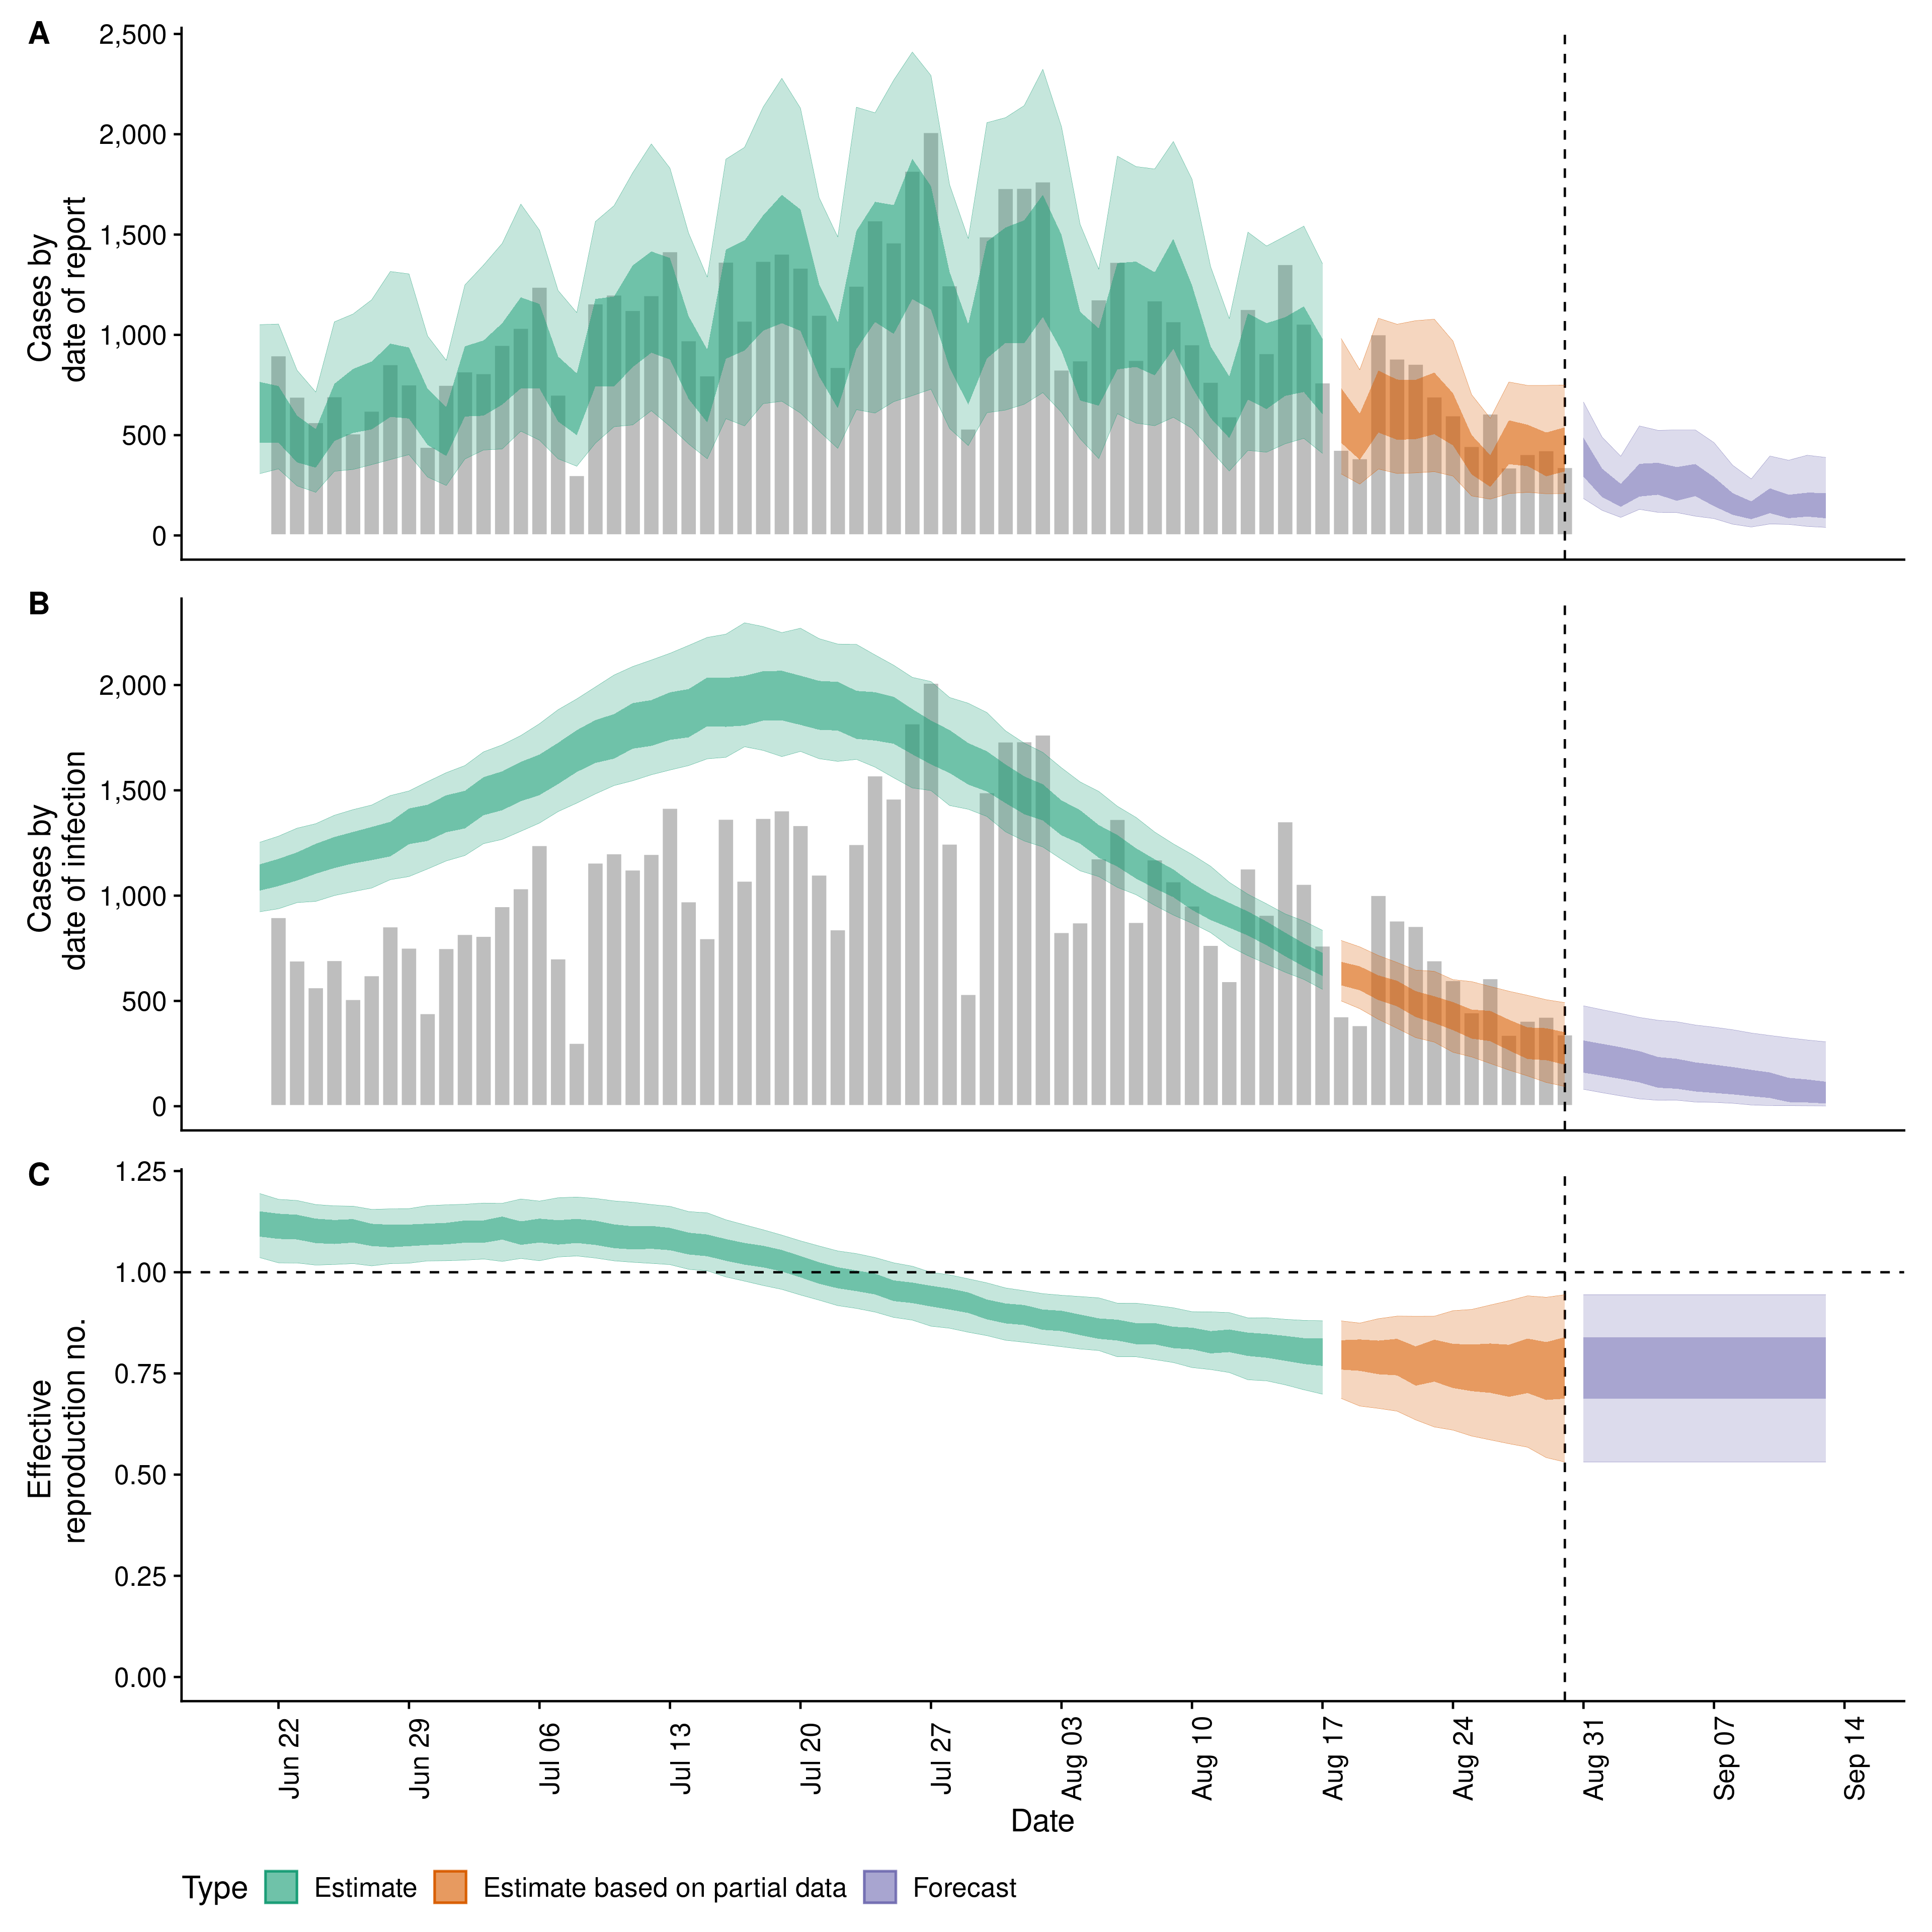 A
Cases by
date of report
2,500
2,000
1,500
1,000
500
0
B
Cases by
date of infection
2,000
1,500
1,000
500
0
C
Effective
reproduction no.
1.25
1.00
0.75
0.50
0.25
0.00
Jun 22
Jun 29
Jul 06
Jul 13
Jul 20
Jul 27
Aug 03
Aug 10
Aug 17
Aug 24
Aug 31
Sep 07
Sep 14
Date
Type Estimate Estimate based on partial data Forecast